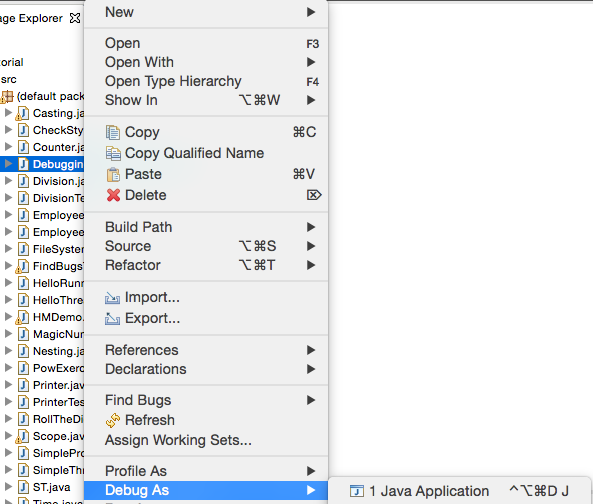 age Explorer
orial
src
(default pack
Casting.ja
CheckSty
Counter.ja
Debuggin
Division.ja
DivisionTe
Employee
Employee
FileSystem
FindBugs
HelloRunn
HelloThre
HMDemo.
MagicNur
Nesting.ja
PowExerc
Printer.jav
PrinterTes
RollTheDi
Scope.jav
SimplePro
SimpleThr
ST.java
Time.java
New
Open F3
Open With
Open Type Hierarchy F4
Show In ⌥⌘W
Copy ⌘C
Copy Qualified Name
Paste ⌘V
Delete ⌦
Build Path
Source ⌥⌘S
Refactor ⌥⌘T
Import...
Export...
References
Declarations
Find Bugs
Refresh
Assign Working Sets...
Profile As
Debug As
1 Java Application ^⌥⌘D J